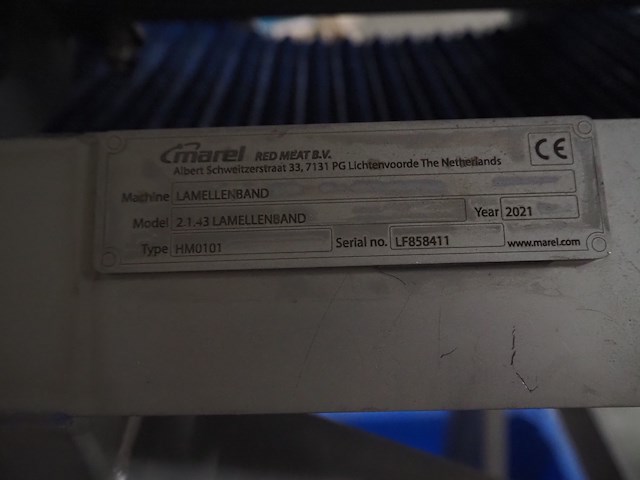 marel RED MEAT B.V.
Albert Schweitzerstraat 33, 7131 PG Lichtenvoorde The Netherlands
CE
Machine LAMELLENBAND
Model 2.1.43 LAMELLENBAND Year 2021
Type HM0101 Serial no. LF858411 www.marel.com